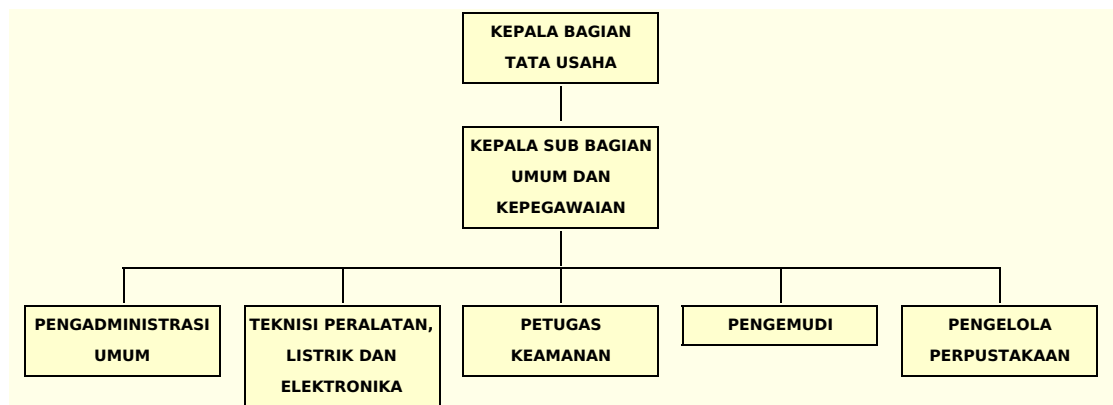 KEPALA BAGIAN
TATA USAHA
KEPALA SUB BAGIAN
UMUM DAN
KEPEGAWAIAN
PENGADMINISTRASI
UMUM
TEKNISI PERALATAN,
LISTRIK DAN
ELEKTRONIKA
PETUGAS
KEAMANAN
PENGEMUDI
PENGELOLA
PERPUSTAKAAN